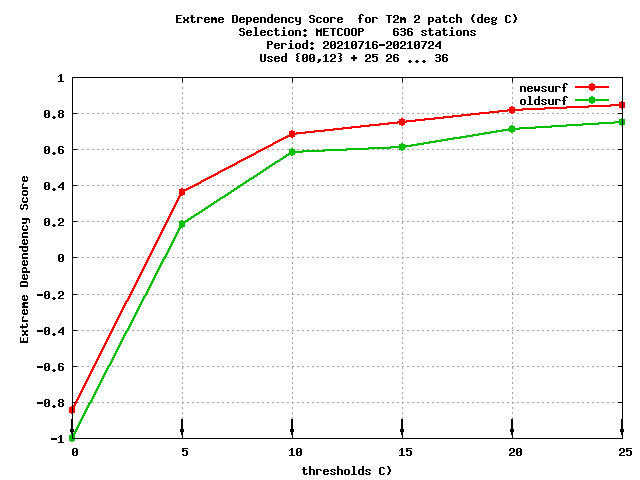 Extreme Dependency Score  for T2m 2 patch (deg C)
Selection: METCOOP    636 stations
Period: 20210716-20210724
Used {00,12} + 25 26 ... 36
newsurf
oldsurf
1
0.8
0.6
0.4
0.2
0
-0.2
-0.4
-0.6
-0.8
-1
Extreme Dependency Score
0 5 10 15 20 25
thresholds C)